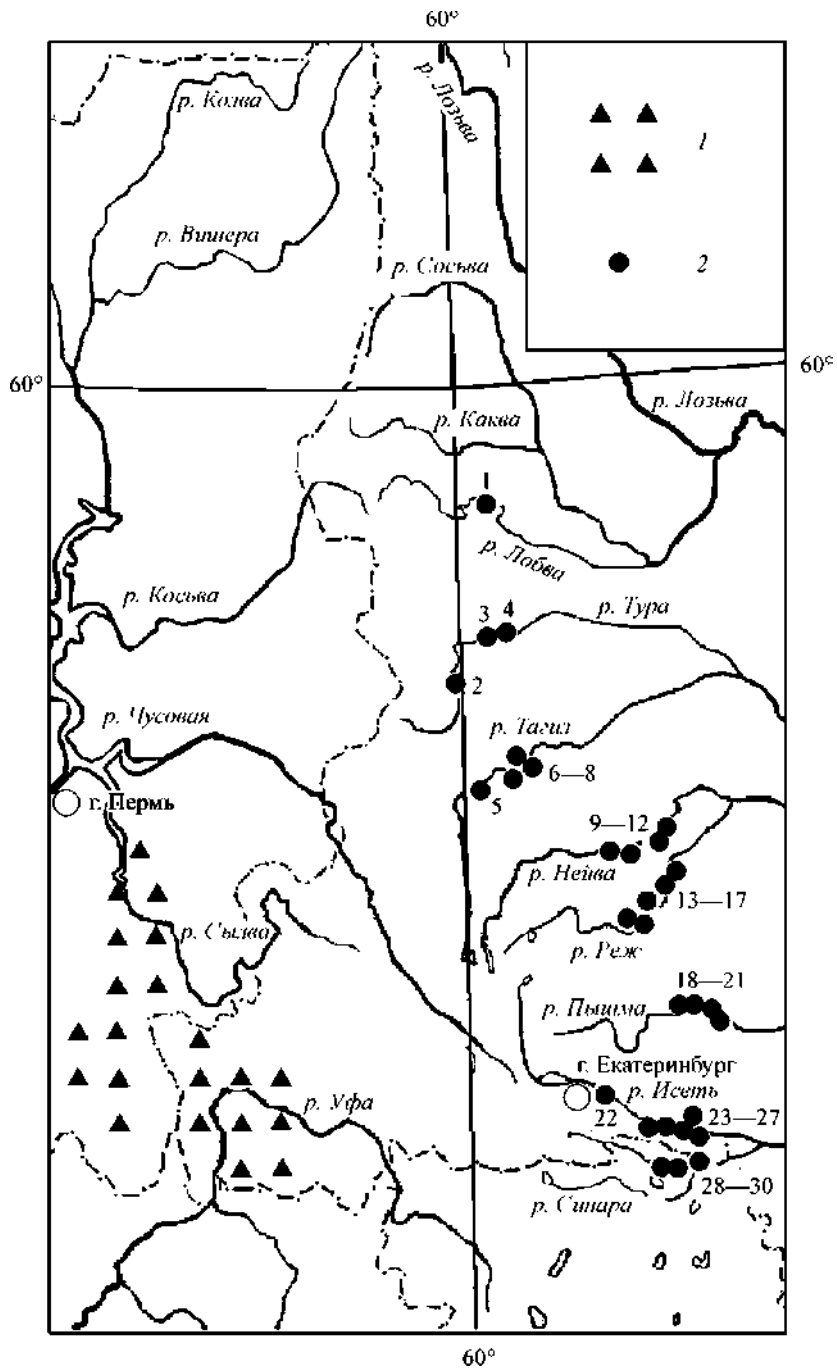 60°
р. Колва
р. Лозьва
1
р. Вишера
2
р. Сосьва
60°
60°
р. Лозьва
р. Каква
1
р. Лобва
р. Косьва
3
4
р. Тура
2
р. Чусовая
р. Тагил
6—8
5
г. Пермь
9—12
р. Нейва
13—17
р. Сылва
р. Реж
18—21
р. Пышма
г. Екатеринбург
р. Исеть
р. Уфа
22
23—27
28—30
р. Синара
60°